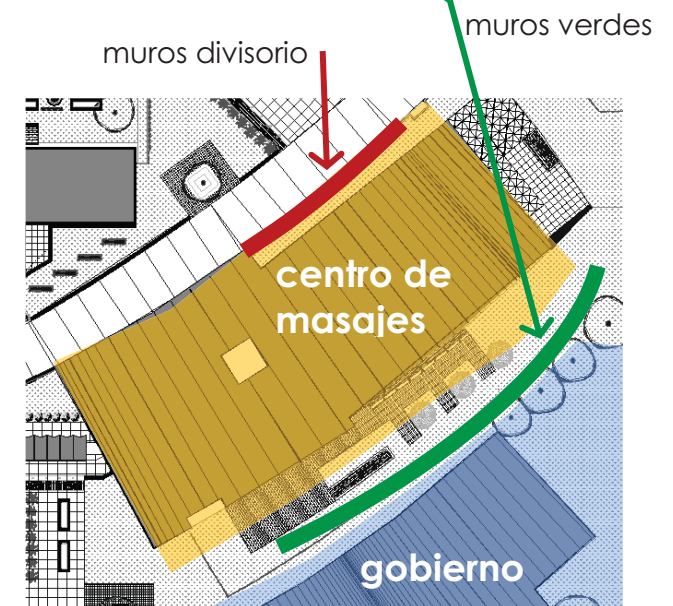 muros verdes
muros divisorio
centro de
masajes
gobierno